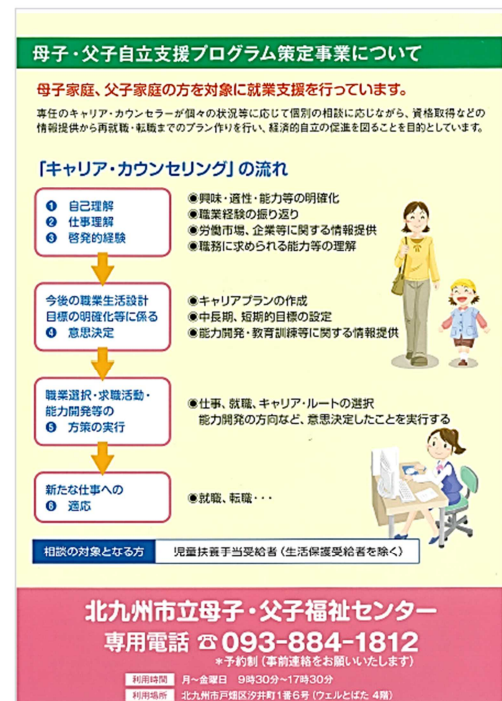 母子・父子自立支援プログラム策定事業について
母子家庭、父子家庭の方を対象に就業支援を行っています。
専任のキャリア・カウンセラーが個々の状況等に応じて個別の相談に応じながら、資格取得などの
情報提供から再就職・転職までのプラン作りを行い、経済的自立の促進を図ることを目的としています。
「キャリア・カウンセリング」の流れ
❶ 自己理解
❷ 仕事理解
❸ 啓発的経験
●興味・適性・能力等の明確化
●職業経験の振り返り
●労働市場、企業等に関する情報提供
●職務に求められる能力等の理解
今後の職業生活設計
目標の明確化等に係る
❹ 意思決定
●キャリアプランの作成
●中長期、短期的目標の設定
●能力開発・教育訓練等に関する情報提供
職業選択・求職活動・
能力開発等の
❺ 方策の実行
●仕事、就職、キャリア・ルートの選択
能力開発の方向など、意思決定したことを実行する
新たな仕事への
❻ 適応
●就職、転職・・・
相談の対象となる方 児童扶養手当受給者（生活保護受給者を除く）
北九州市立母子・父子福祉センター
専用電話 ☎093-884-1812
＊予約制（事前連絡をお願いいたします）
利用時間 月～金曜日 9時30分～17時30分
利用場所 北九州市戸畑区汐井町1番6号（ウェルとばた 4階）